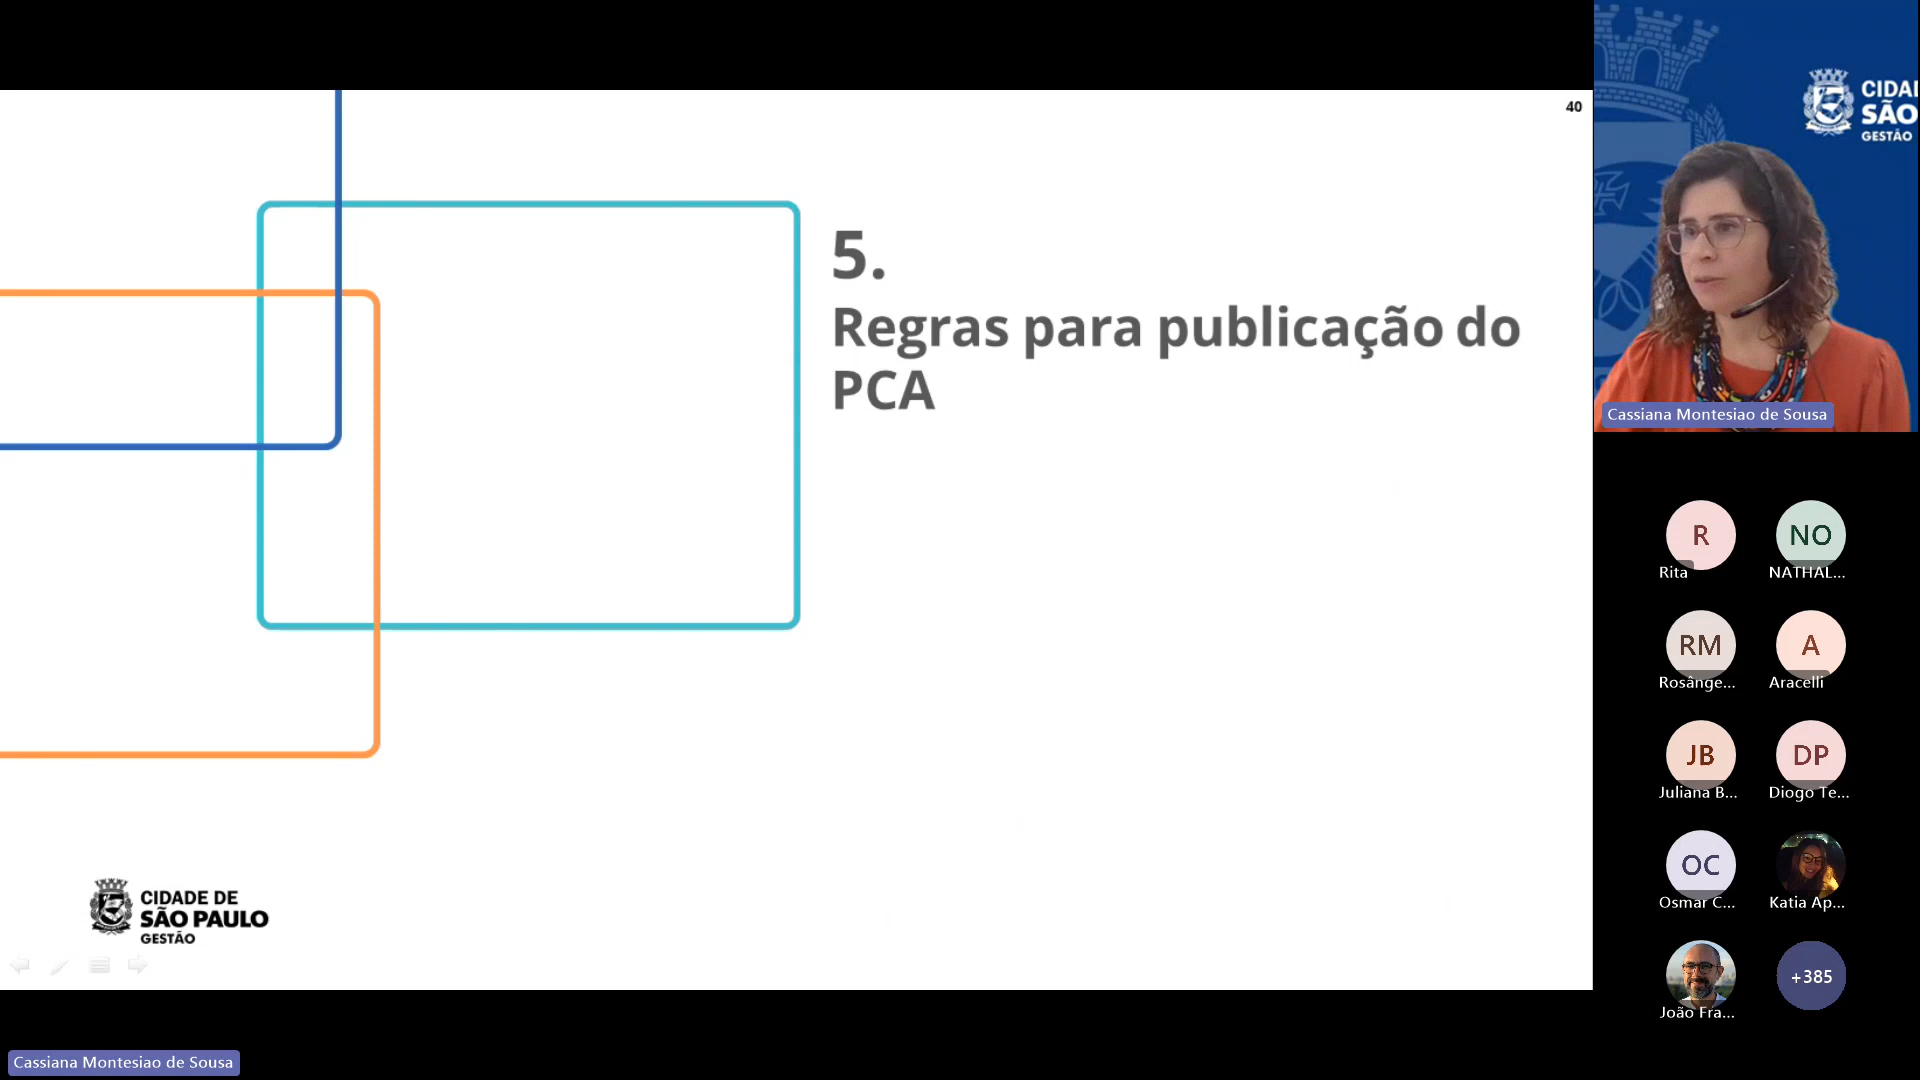 40
5.
Regras para publicação do
PCA
CIDADE DE
SÃO PAULO
GESTÃO
CIDAI
SÃO
GESTÃO
Cassiana Montesiao de Sousa
R
Rita
NO
NATHAL...
RM
Rosânge...
A
Aracelli
JB
Juliana B...
DP
Diogo Te...
OC
Osmar C...
Katia Ap...
João Fra...
+385
Cassiana Montesiao de Sousa